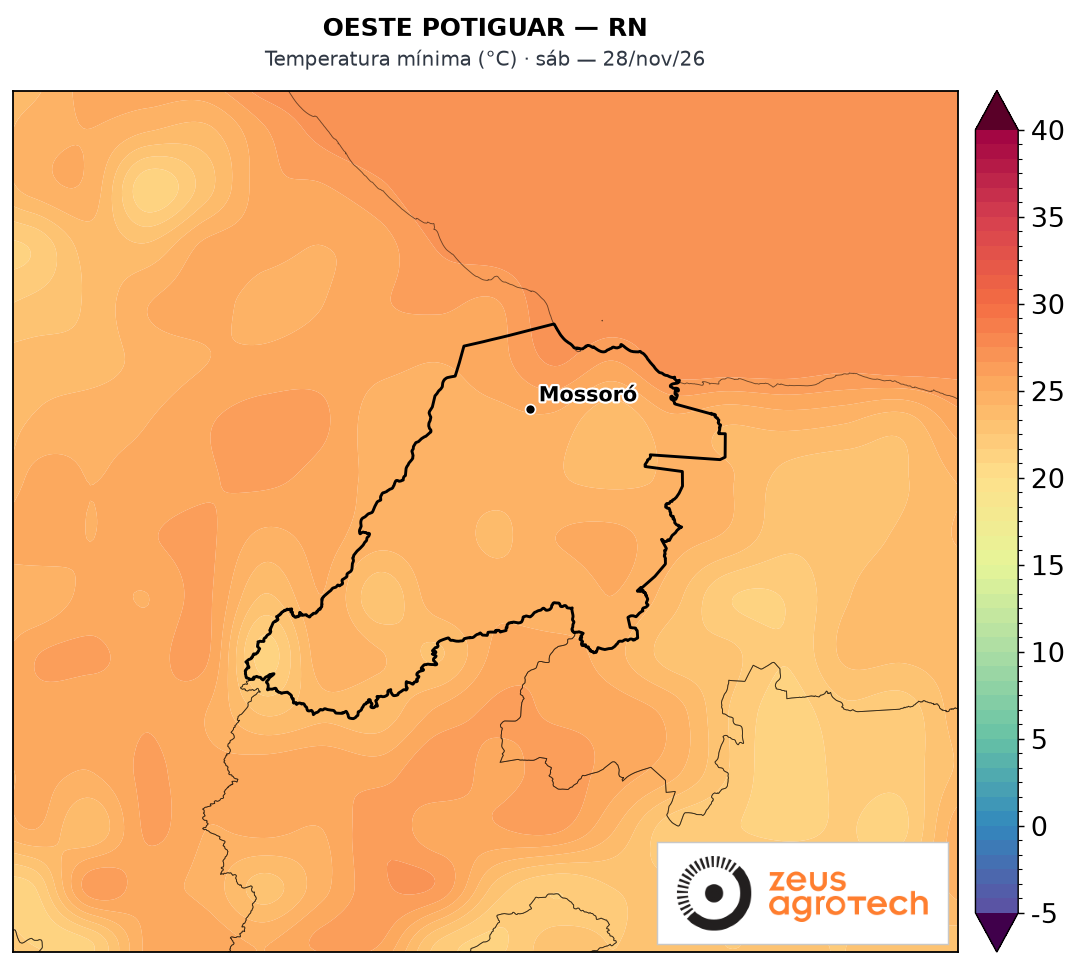 OESTE POTIGUAR — RN
Temperatura mínima (°C) · sáb — 28/nov/26
40
35
30
25
20
15
10
5
0
-5
Mossoró
zeus
agrotech